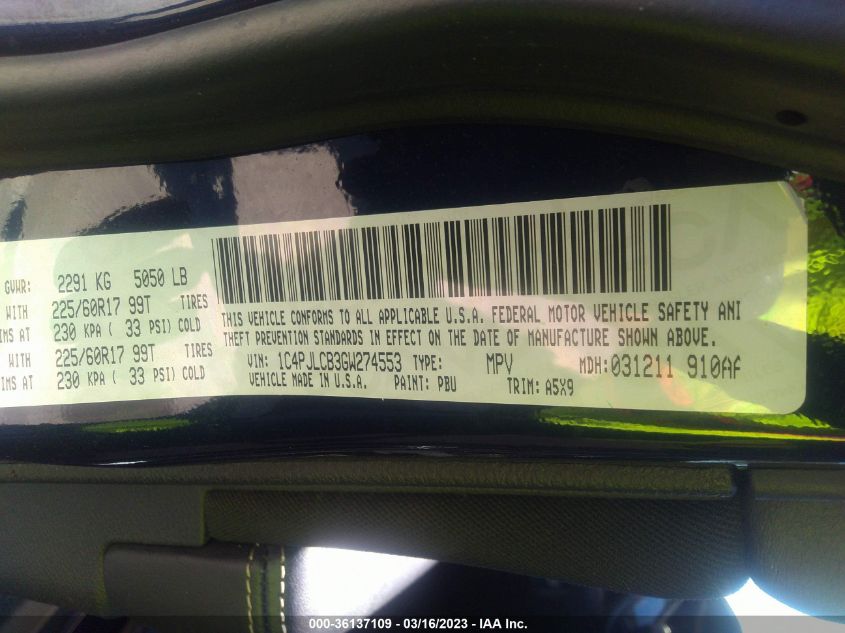 GVWR: 2291 KG 5050 LB
WITH 225/60R17 99T TIRES
IMS AT 230 KPA ( 33 PSI) COLD
WITH 225/60R17 99T TIRES
IMS AT 230 KPA ( 33 PSI) COLD
THIS VEHICLE CONFORMS TO ALL APPLICABLE U.S.A. FEDERAL MOTOR VEHICLE SAFETY AN
THEFT PREVENTION STANDARDS IN EFFECT ON THE DATE OF MANUFACTURE SHOWN ABOVE.
VIN: 1C4PJLCB3GW274553 TYPE: MPV MDH: 031211 910AF
VEHICLE MADE IN U.S.A. PAINT: PBU TRIM: A5X9
000-36137109 - 03/16/2023 - IAA Inc.